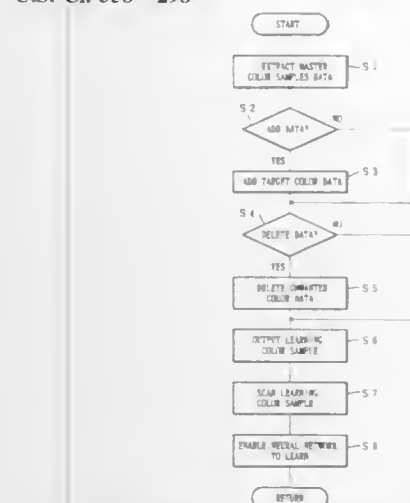 START
EXTRACT MASTER
COLOR SAMPLES DATA
S 1
S 2
ADD DATA?
NO
YES
ADD TARGET COLOR DATA
S 3
S 4
DELETE DATA?
NO
YES
DELETE UNWANTED
COLOR DATA
S 5
OUTPUT LEARNING
COLOR SAMPLE
S 6
SCAN LEARNING
COLOR SAMPLE
S 7
ENABLE NEURAL NETWORK
TO LEARN
S 8
RETURN